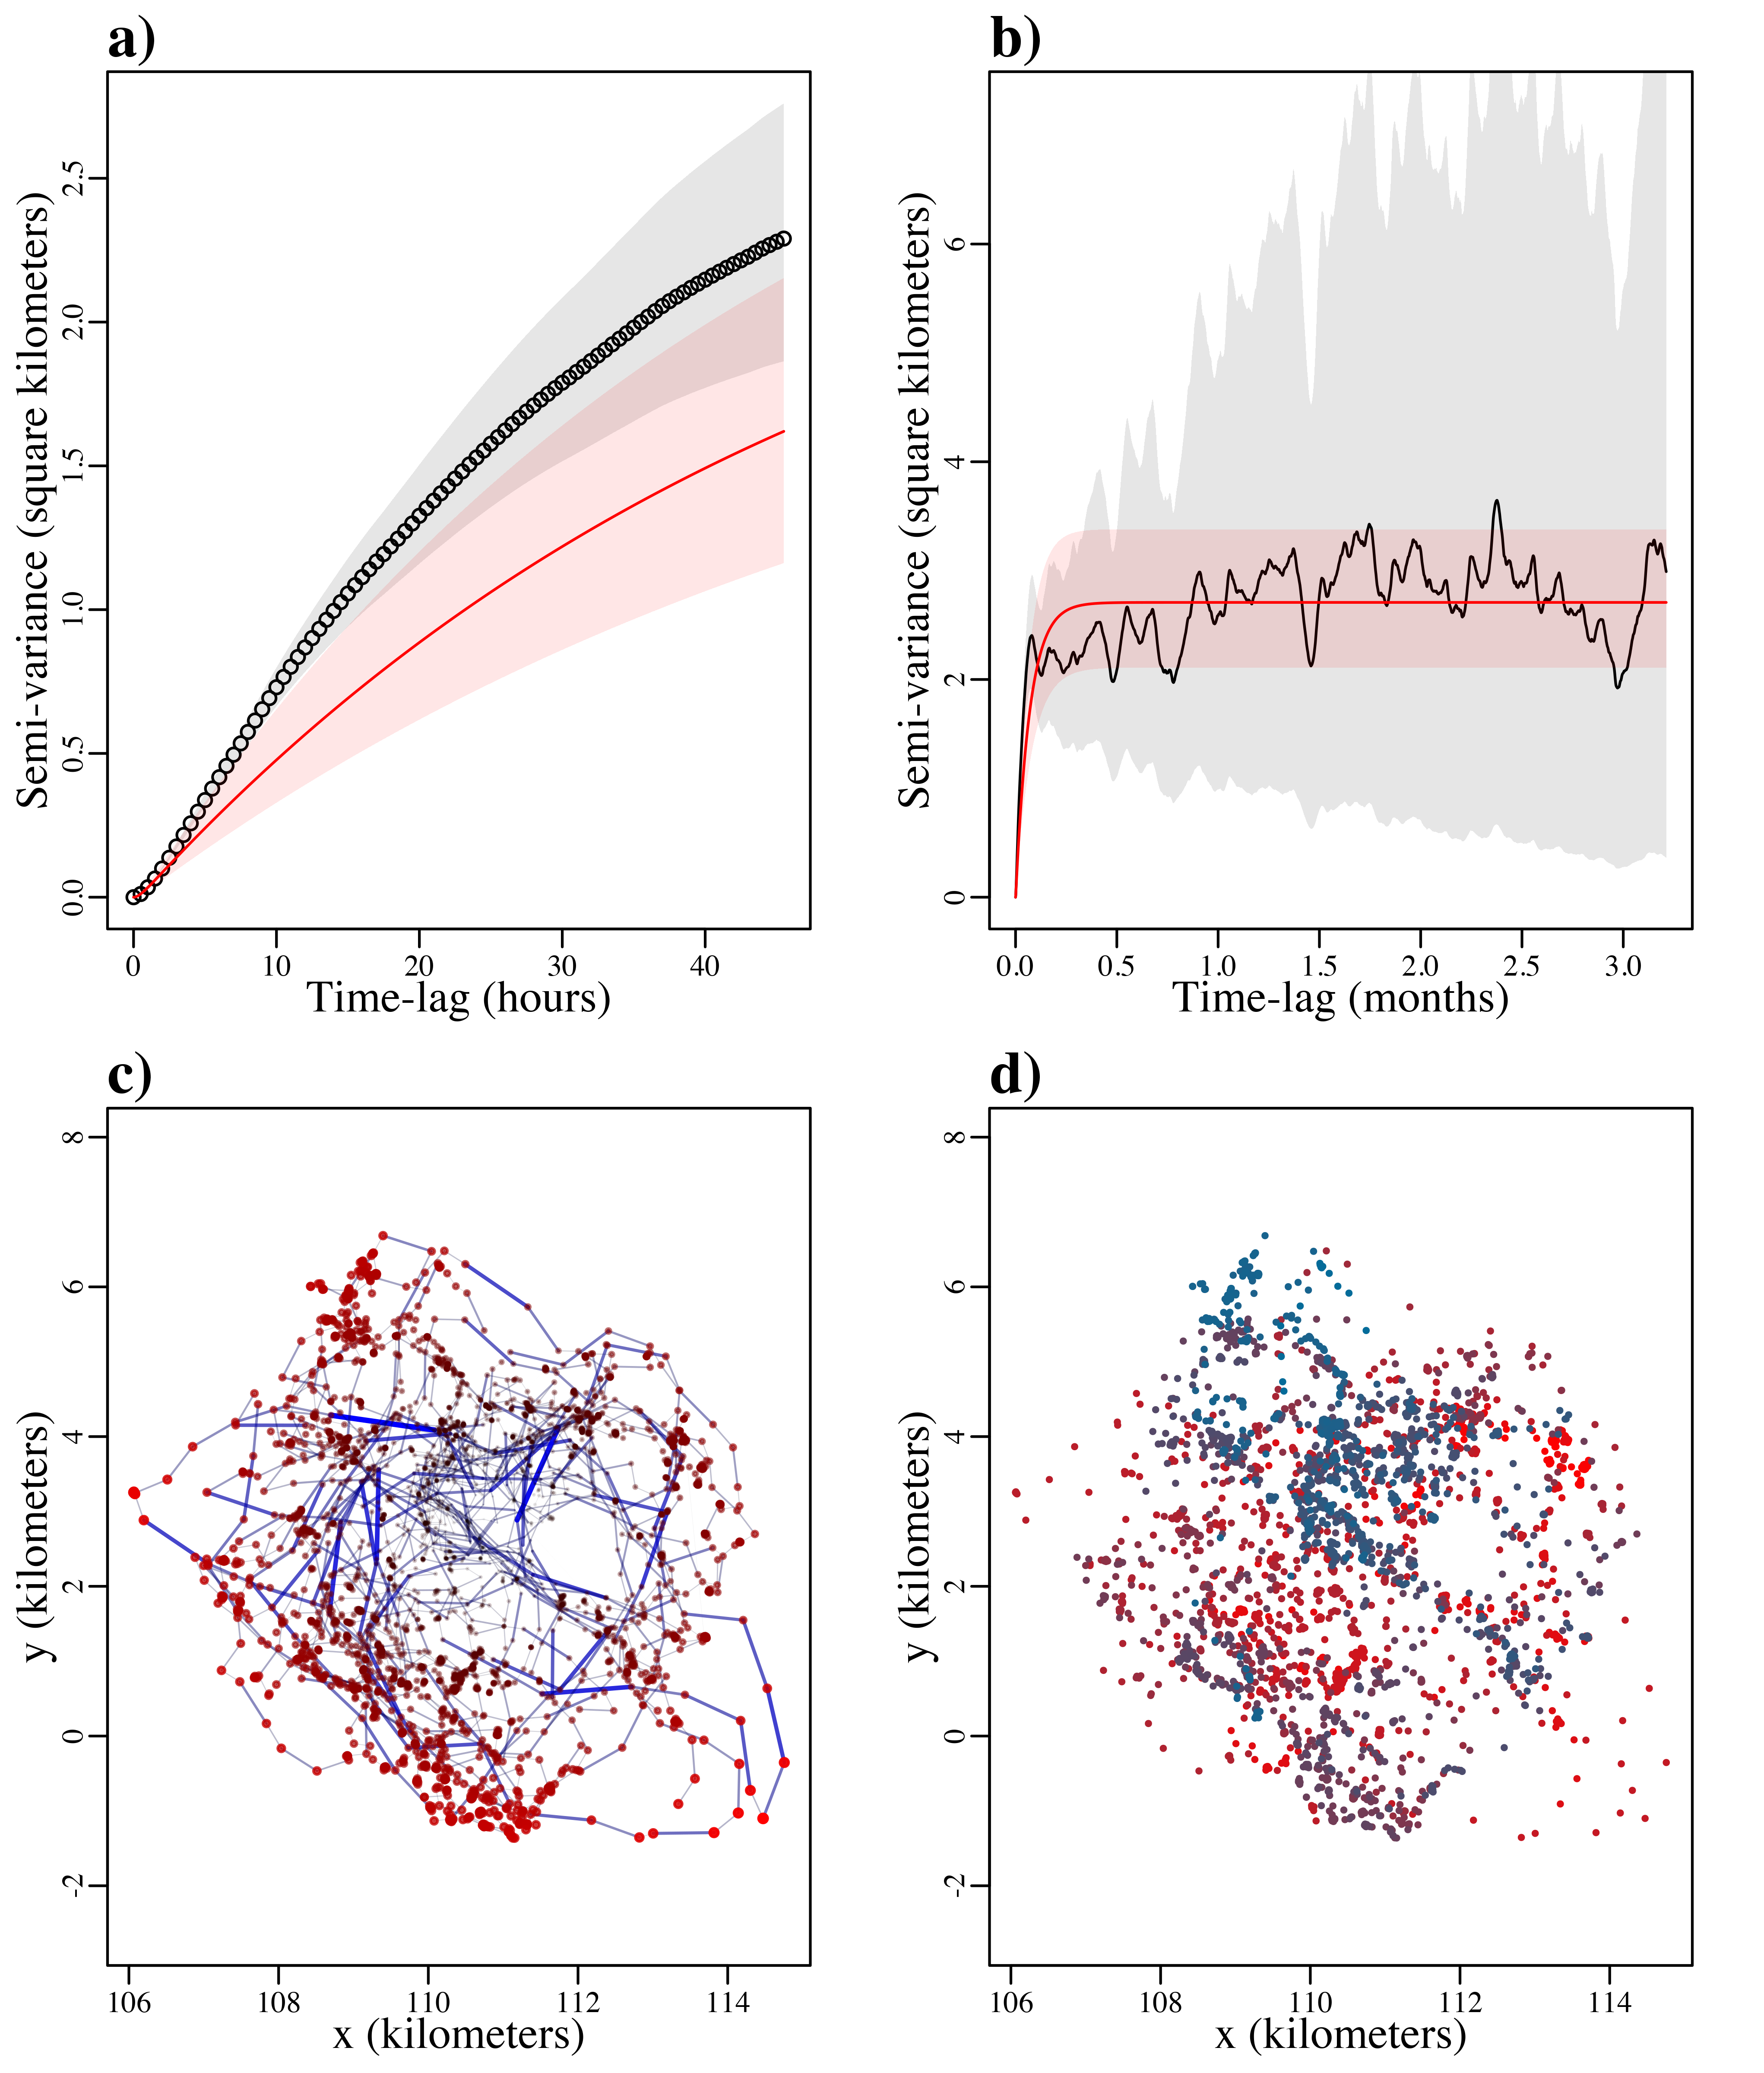 a)
Semi-variance (square kilometers)
2.5
2.0
1.5
1.0
0.5
0.0
0 10 20 30 40
Time-lag (hours)
b)
Semi-variance (square kilometers)
6
4
2
0
0.0 0.5 1.0 1.5 2.0 2.5 3.0
Time-lag (months)
c)
y (kilometers)
8
6
4
2
0
-2
106 108 110 112 114
x (kilometers)
d)
y (kilometers)
8
6
4
2
0
-2
106 108 110 112 114
x (kilometers)